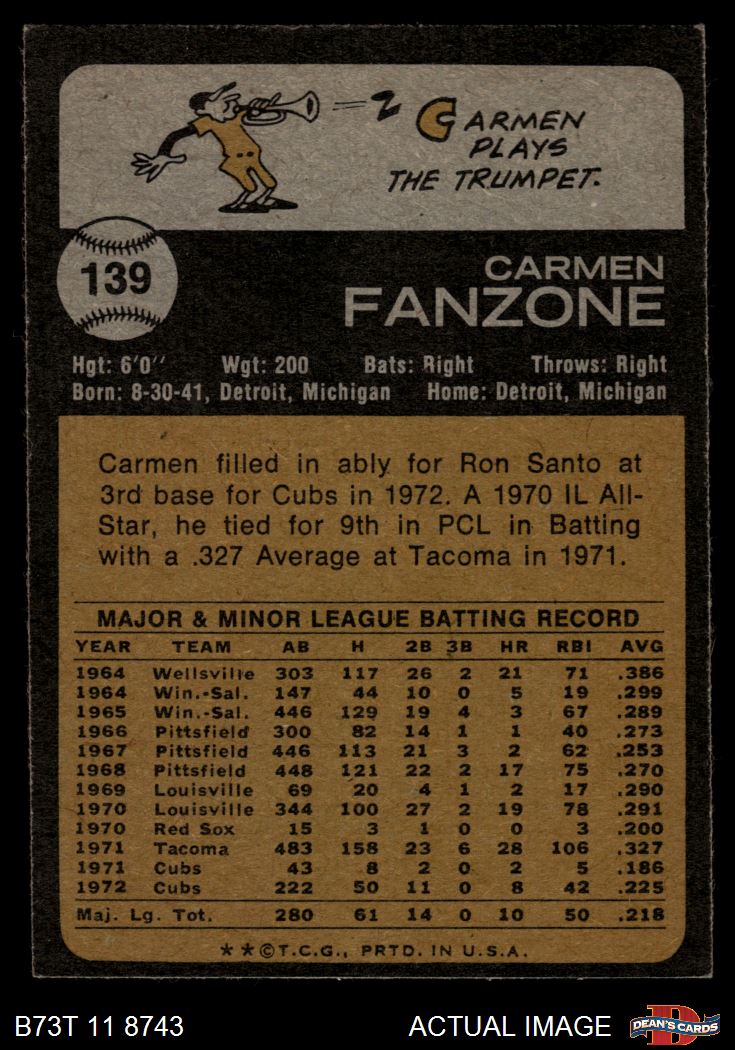 CARMEN
PLAYS
THE TRUMPET.
139
CARMEN
FANZONE
Hgt: 6'0'' Wgt: 200 Bats: Right Throws: Right
Born: 8-30-41, Detroit, Michigan Home: Detroit, Michigan
Carmen filled in ably for Ron Santo at
3rd base for Cubs in 1972. A 1970 IL All-
Star, he tied for 9th in PCL in Batting
with a .327 Average at Tacoma in 1971.
MAJOR & MINOR LEAGUE BATTING RECORD
YEAR TEAM AB H 2B 3B HR RBI AVG
1964 Wellsville 303 117 26 2 21 71 .386
1964 Win.-Sal. 147 44 10 0 5 19 .299
1965 Win.-Sal. 446 129 19 4 3 67 .289
1966 Pittsfield 300 82 14 1 1 40 .273
1967 Pittsfield 446 113 21 3 2 62 .253
1968 Pittsfield 448 121 22 2 17 75 .270
1969 Louisville 69 20 4 1 2 17 .290
1970 Louisville 344 100 27 2 19 78 .291
1970 Red Sox 15 3 1 0 0 3 .200
1971 Tacoma 483 158 23 6 28 106 .327
1971 Cubs 43 8 2 0 2 5 .186
1972 Cubs 222 50 11 0 8 42 .225
Maj. Lg. Tot. 280 61 14 0 10 50 .218
**©T.C.G., PRTD. IN U.S.A.
B73T 11 8743 ACTUAL IMAGE D DEAN'S CARDS